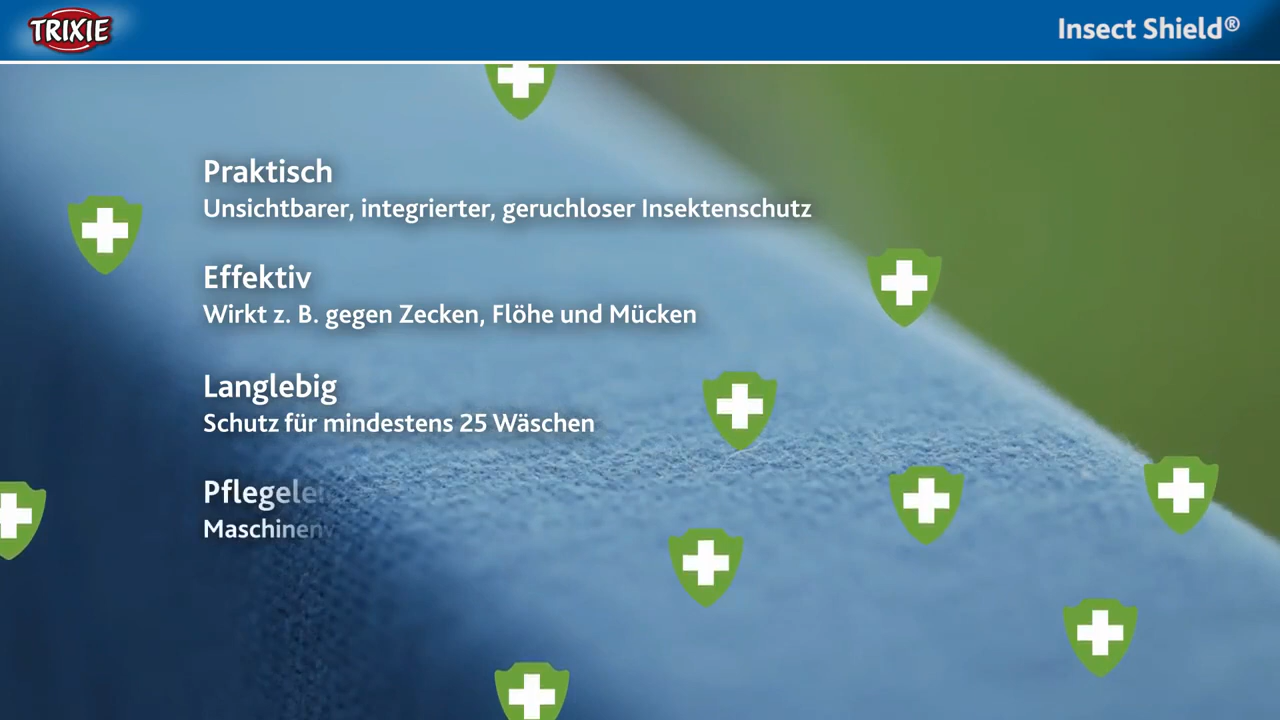 TRIXIE
Insect Shield®
Praktisch
Unsichtbarer, integrierter, geruchloser Insektenschutz
Effektiv
Wirkt z. B. gegen Zecken, Flöhe und Mücken
Langlebig
Schutz für mindestens 25 Wäschen